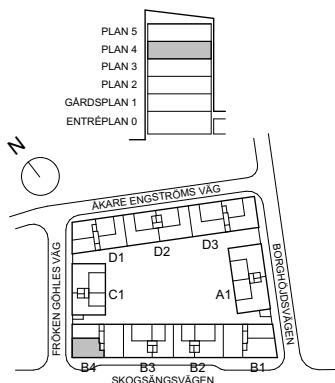 PLAN 5
PLAN 4
PLAN 3
PLAN 2
GÅRDSPLAN 1
ENTRÉPLAN 0
N
ÅKARE ENGSTRÖMS VÄG
FRÖKEN GÖHLES VÄG
BORGHÖJDSVÄGEN
D1
D2
D3
C1
A1
B4
B3
B2
B1
SKOGSÄNGSVÄGEN